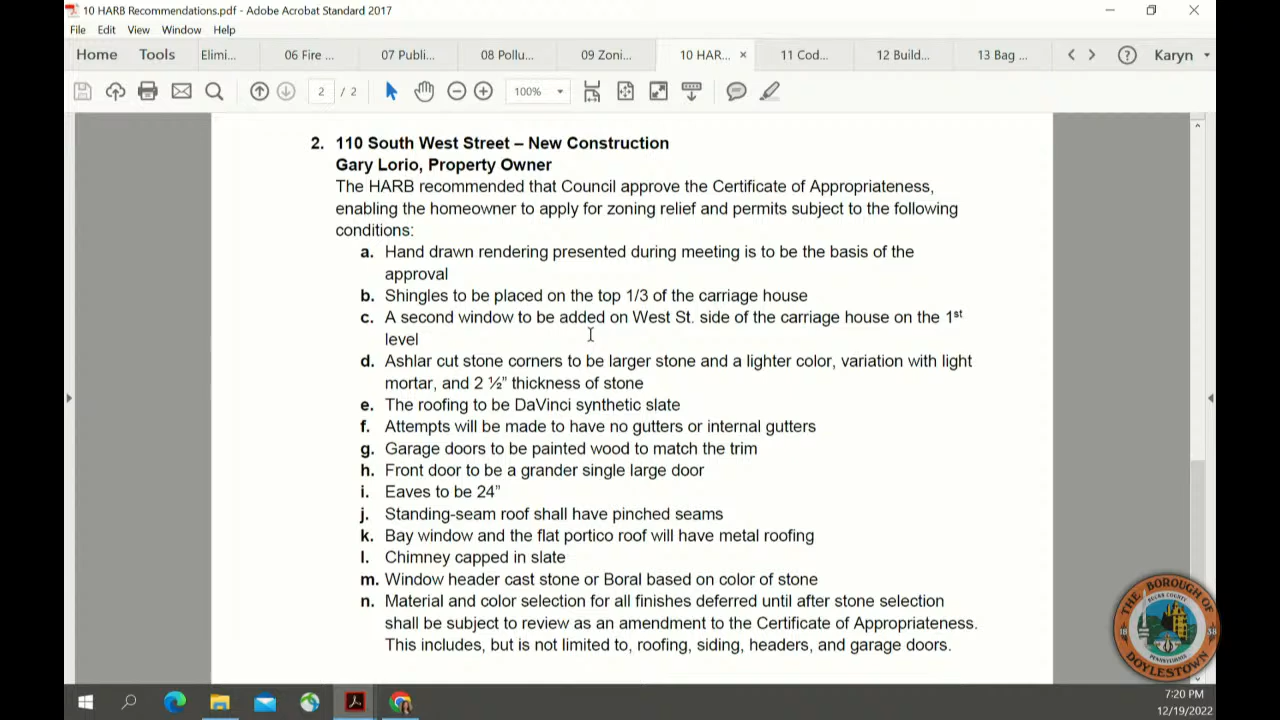 10 HARB Recommendations.pdf - Adobe Acrobat Standard 2017
File Edit View Window Help
Home Tools Elimi... 06 Fire ... 07 Publi... 08 Pollu... 09 Zoni... 10 HAR... × 11 Cod... 12 Build... 13 Bag ... Karyn
2 / 2 100%
2. 110 South West Street – New Construction
Gary Lorio, Property Owner
The HARB recommended that Council approve the Certificate of Appropriateness,
enabling the homeowner to apply for zoning relief and permits subject to the following
conditions:
a. Hand drawn rendering presented during meeting is to be the basis of the
approval
b. Shingles to be placed on the top 1/3 of the carriage house
c. A second window to be added on West St. side of the carriage house on the 1st
level
d. Ashlar cut stone corners to be larger stone and a lighter color, variation with light
mortar, and 2 ½” thickness of stone
e. The roofing to be DaVinci synthetic slate
f. Attempts will be made to have no gutters or internal gutters
g. Garage doors to be painted wood to match the trim
h. Front door to be a grander single large door
i. Eaves to be 24”
j. Standing-seam roof shall have pinched seams
k. Bay window and the flat portico roof will have metal roofing
l. Chimney capped in slate
m. Window header cast stone or Boral based on color of stone
n. Material and color selection for all finishes deferred until after stone selection
shall be subject to review as an amendment to the Certificate of Appropriateness.
This includes, but is not limited to, roofing, siding, headers, and garage doors.
THE BOROUGH OF
BUCKS COUNTY
18 38
PENNSYLVANIA
DOYLESTOWN
7:20 PM
12/19/2022